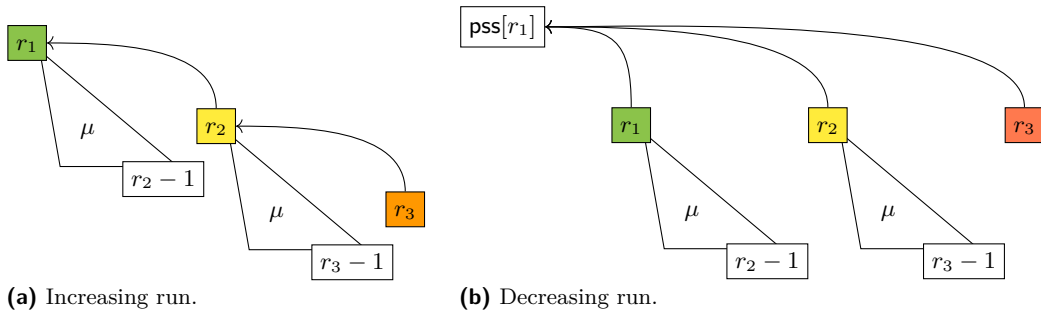 r₁
μ
r₂ − 1
r₂
μ
r₃ − 1
r₃
(a) Increasing run.
pss[r₁]
r₁
μ
r₂ − 1
r₂
μ
r₃ − 1
r₃
(b) Decreasing run.